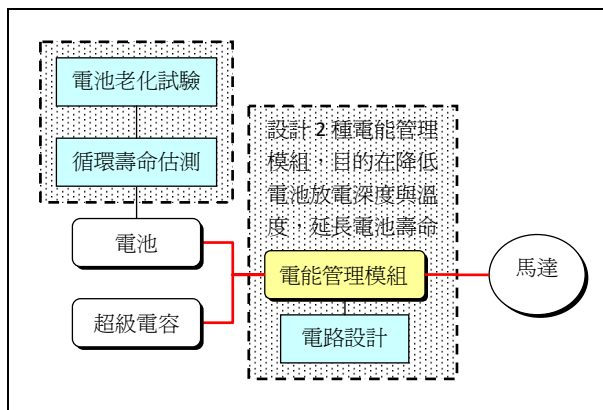 電池老化試驗
循環壽命估測
電池
超級電容
設計2種電能管理
模組，目的在降低
電池放電深度與溫
度，延長電池壽命
電能管理模組
電路設計
馬達